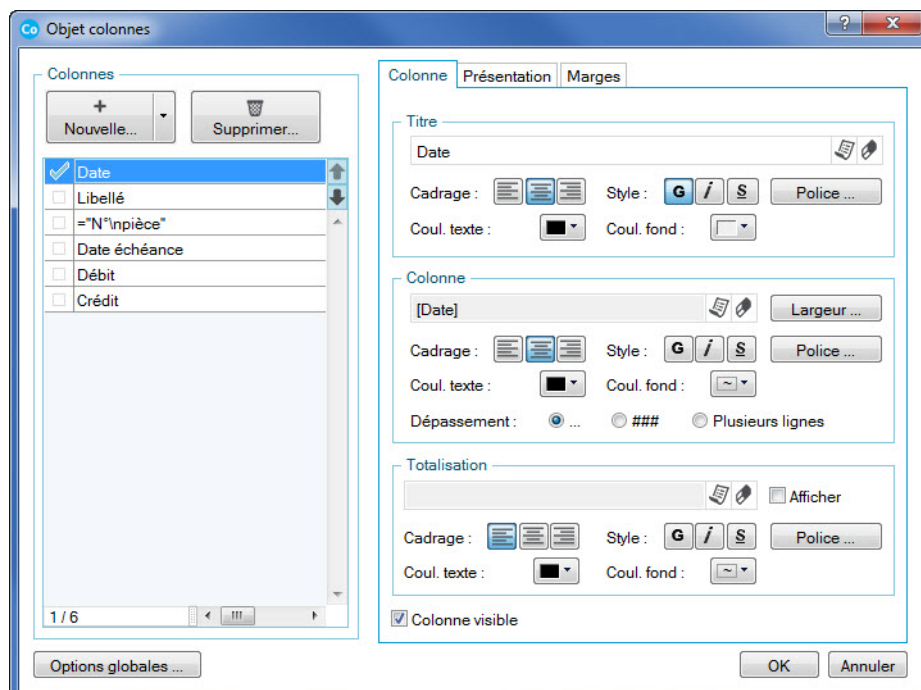 Co Objet colonnes
Colonnes
Nouvelle...
Supprimer...
Date
Libellé
="N°\npièce"
Date échéance
Débit
Crédit
1 / 6
Options globales ...
Colonne
Présentation
Marges
Titre
Date
Cadrage :
Style :
G
i
S
Police ...
Coul. texte :
Coul. fond :
Colonne
[Date]
Largeur ...
Cadrage :
Style :
G
i
S
Police ...
Coul. texte :
Coul. fond :
~
Dépassement :
...
###
Plusieurs lignes
Totalisation
Afficher
Cadrage :
Style :
G
i
S
Police ...
Coul. texte :
Coul. fond :
~
Colonne visible
OK
Annuler